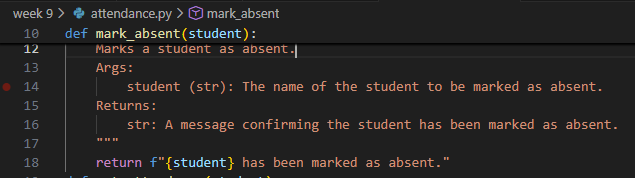 week 9 > attendance.py > mark_absent
10 def mark_absent(student):
12 Marks a student as absent.
13 Args:
14 student (str): The name of the student to be marked as absent.
15 Returns:
16 str: A message confirming the student has been marked as absent.
17 """
18 return f"{student} has been marked as absent."